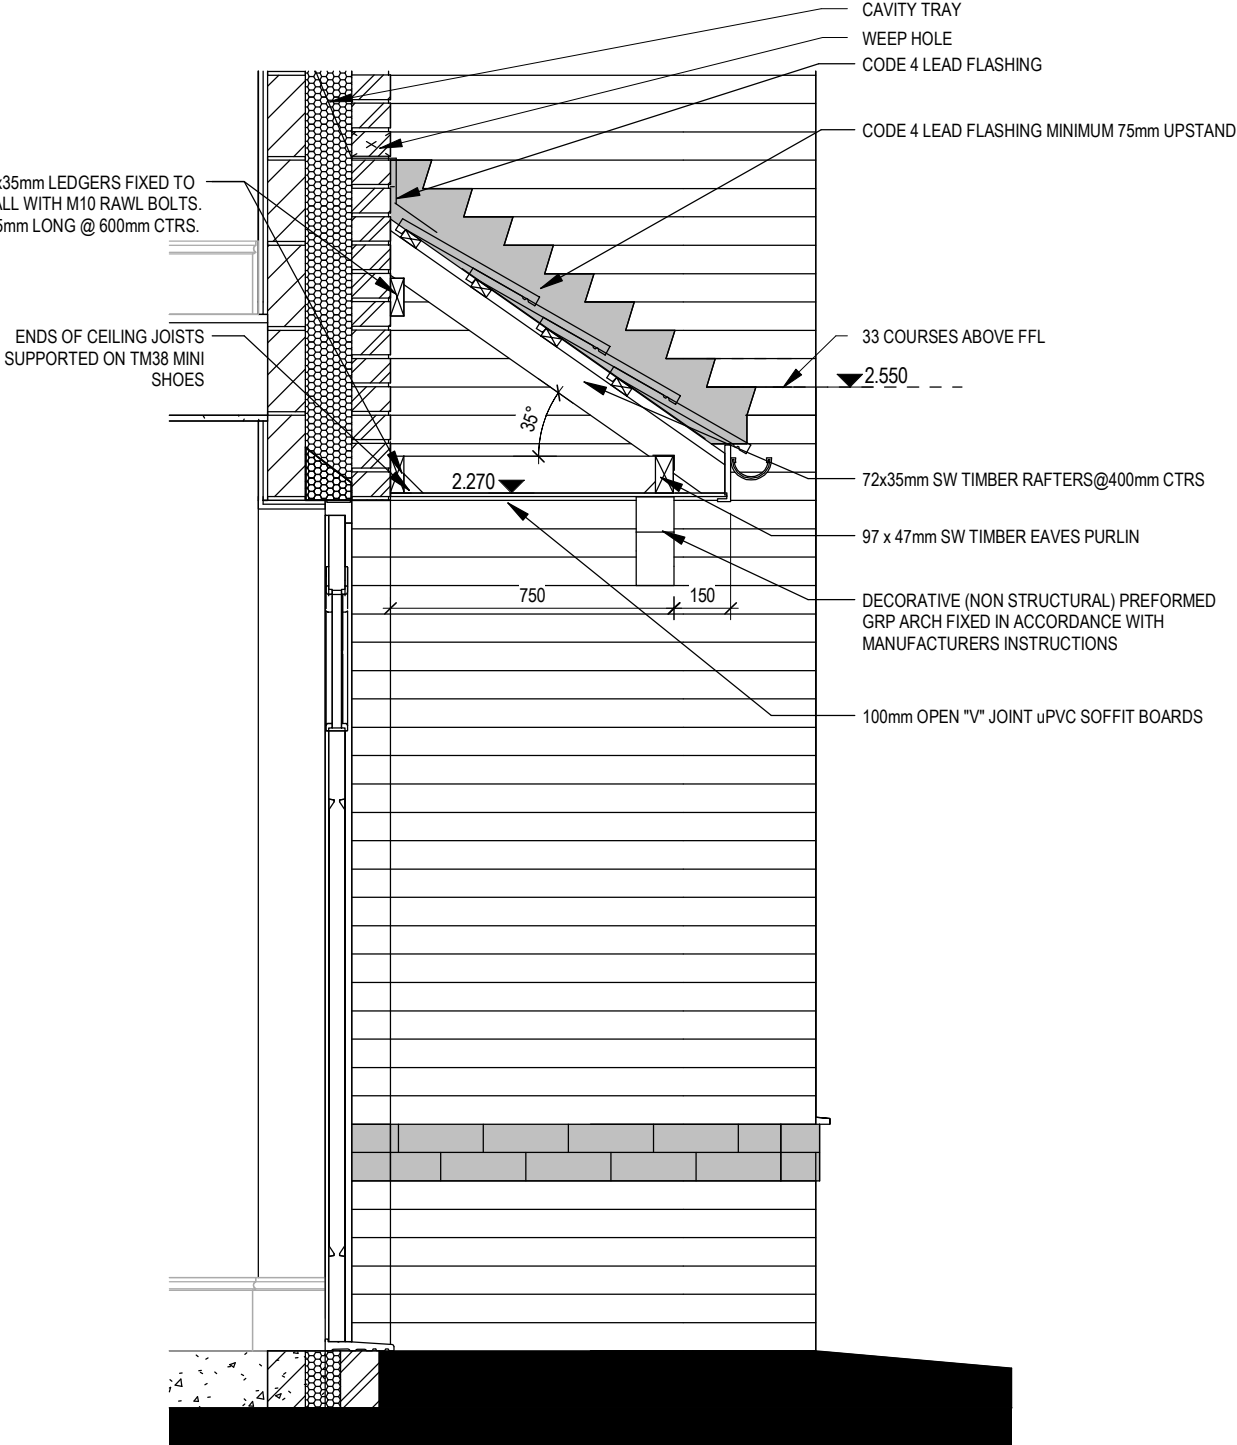 CAVITY TRAY
WEEP HOLE
CODE 4 LEAD FLASHING
CODE 4 LEAD FLASHING MINIMUM 75mm UPSTAND
x35mm LEDGERS FIXED TO
ALL WITH M10 RAWL BOLTS.
5mm LONG @ 600mm CTRS.
ENDS OF CEILING JOISTS
SUPPORTED ON TM38 MINI
SHOES
33 COURSES ABOVE FFL
2.550
35°
2.270
72x35mm SW TIMBER RAFTERS@400mm CTRS
97 x 47mm SW TIMBER EAVES PURLIN
750
150
DECORATIVE (NON STRUCTURAL) PREFORMED
GRP ARCH FIXED IN ACCORDANCE WITH
MANUFACTURERS INSTRUCTIONS
100mm OPEN "V" JOINT uPVC SOFFIT BOARDS